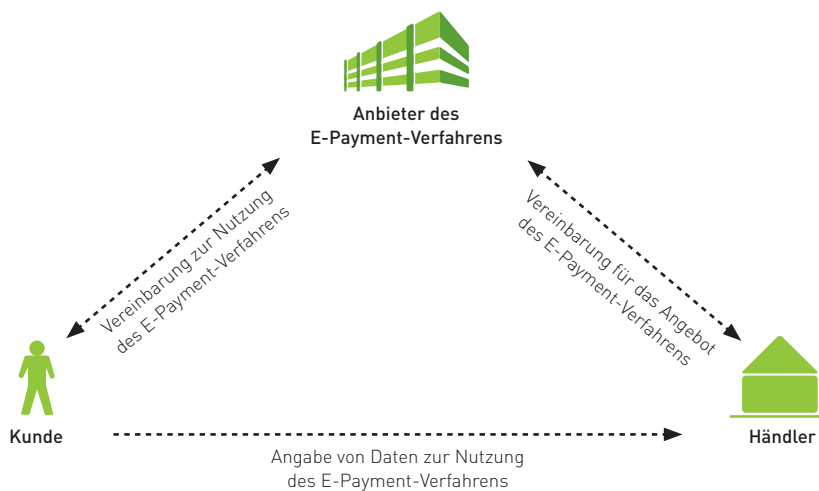 Anbieter des
E-Payment-Verfahrens
Vereinbarung zur Nutzung
des E-Payment-Verfahrens
Vereinbarung für das Angebot
des E-Payment-Verfahrens
Kunde
Händler
Angabe von Daten zur Nutzung
des E-Payment-Verfahrens